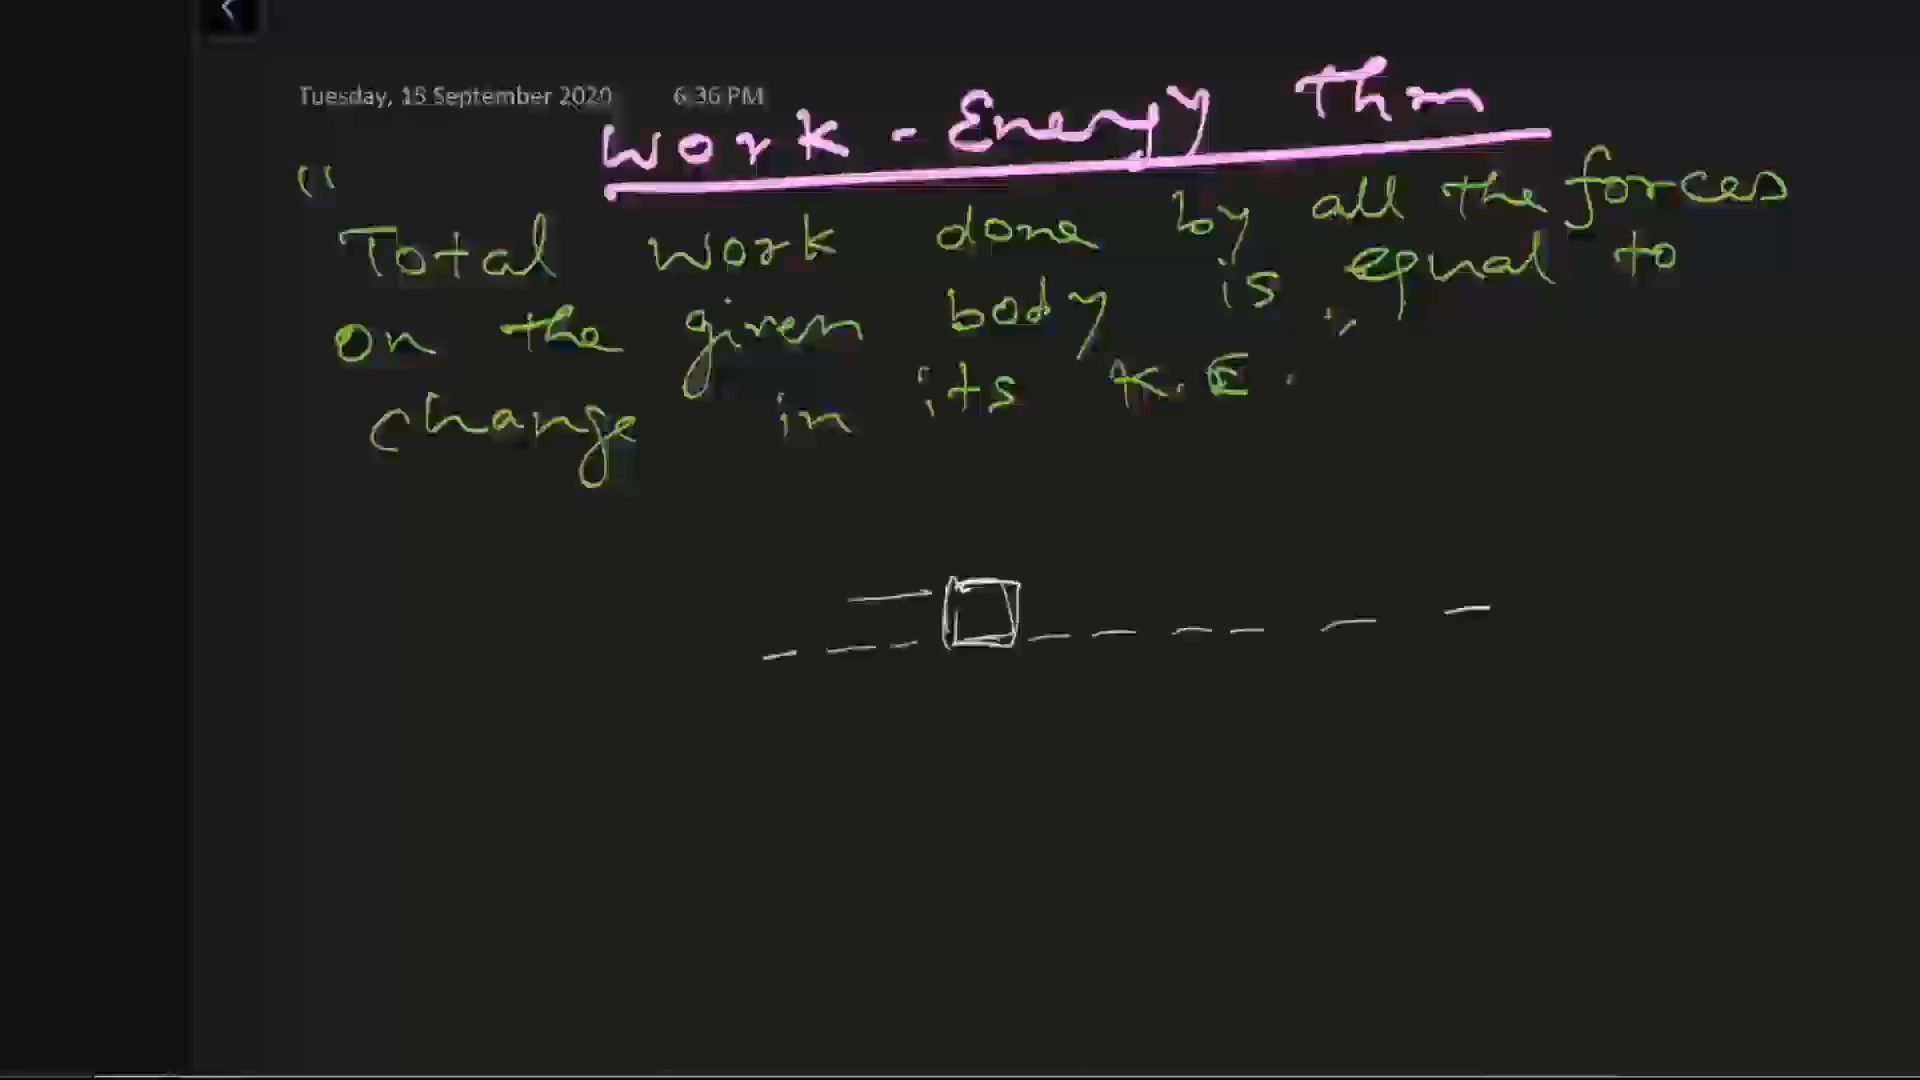 Tuesday, 15 September 2020 6:36 PM
Work - Energy Thm
"Total work done by all the forces
on the given body is equal to
change in its K.E."